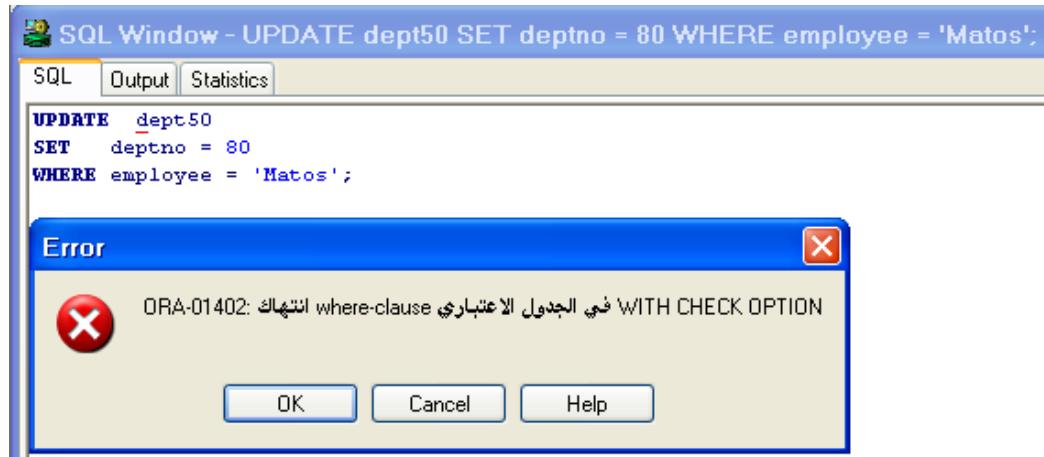 SQL Window - UPDATE dept50 SET deptno = 80 WHERE employee = 'Matos';
SQL Output Statistics
UPDATE dept50
SET deptno = 80
WHERE employee = 'Matos';
Error
ORA-01402: انتهاك where-clause في الجدول الاعتباري WITH CHECK OPTION
OK Cancel Help